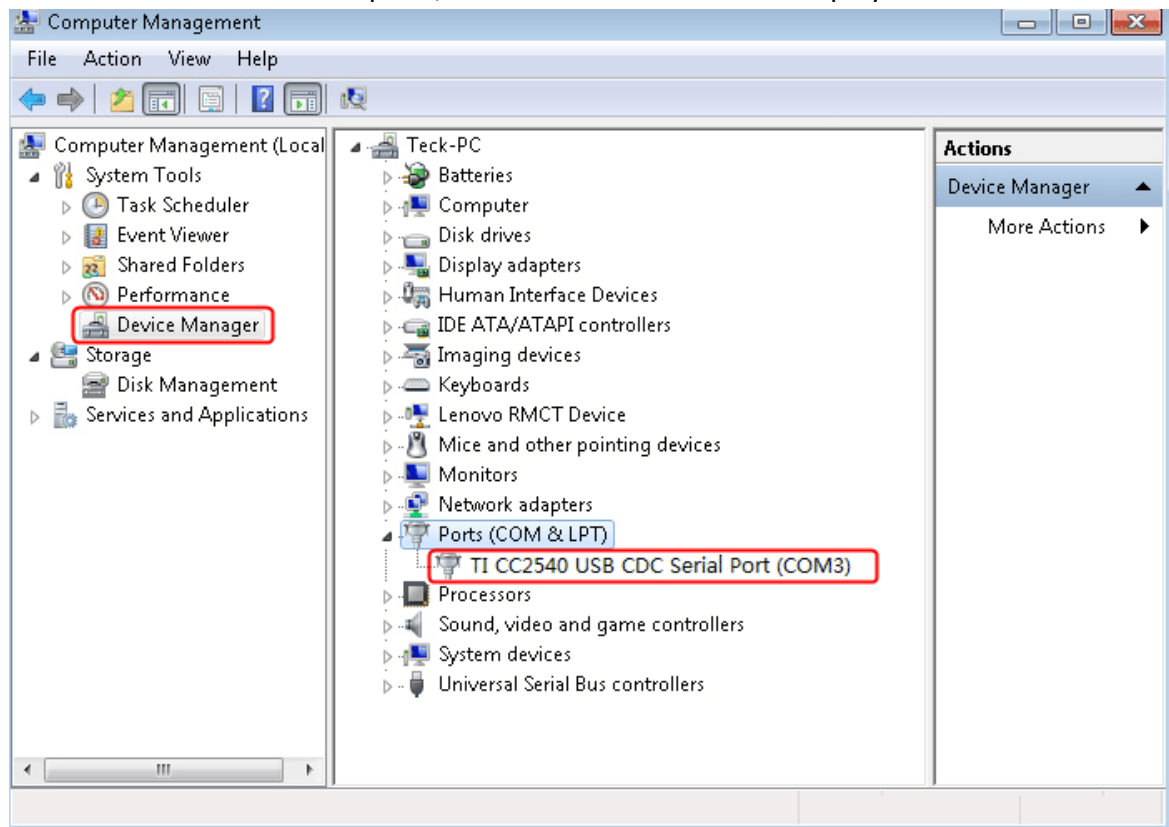 Computer Management
File Action View Help
Computer Management (Local
System Tools
Task Scheduler
Event Viewer
Shared Folders
Performance
Device Manager
Storage
Disk Management
Services and Applications
Teck-PC
Batteries
Computer
Disk drives
Display adapters
Human Interface Devices
IDE ATA/ATAPI controllers
Imaging devices
Keyboards
Lenovo RMCT Device
Mice and other pointing devices
Monitors
Network adapters
Ports (COM & LPT)
TI CC2540 USB CDC Serial Port (COM3)
Processors
Sound, video and game controllers
System devices
Universal Serial Bus controllers
Actions
Device Manager
More Actions